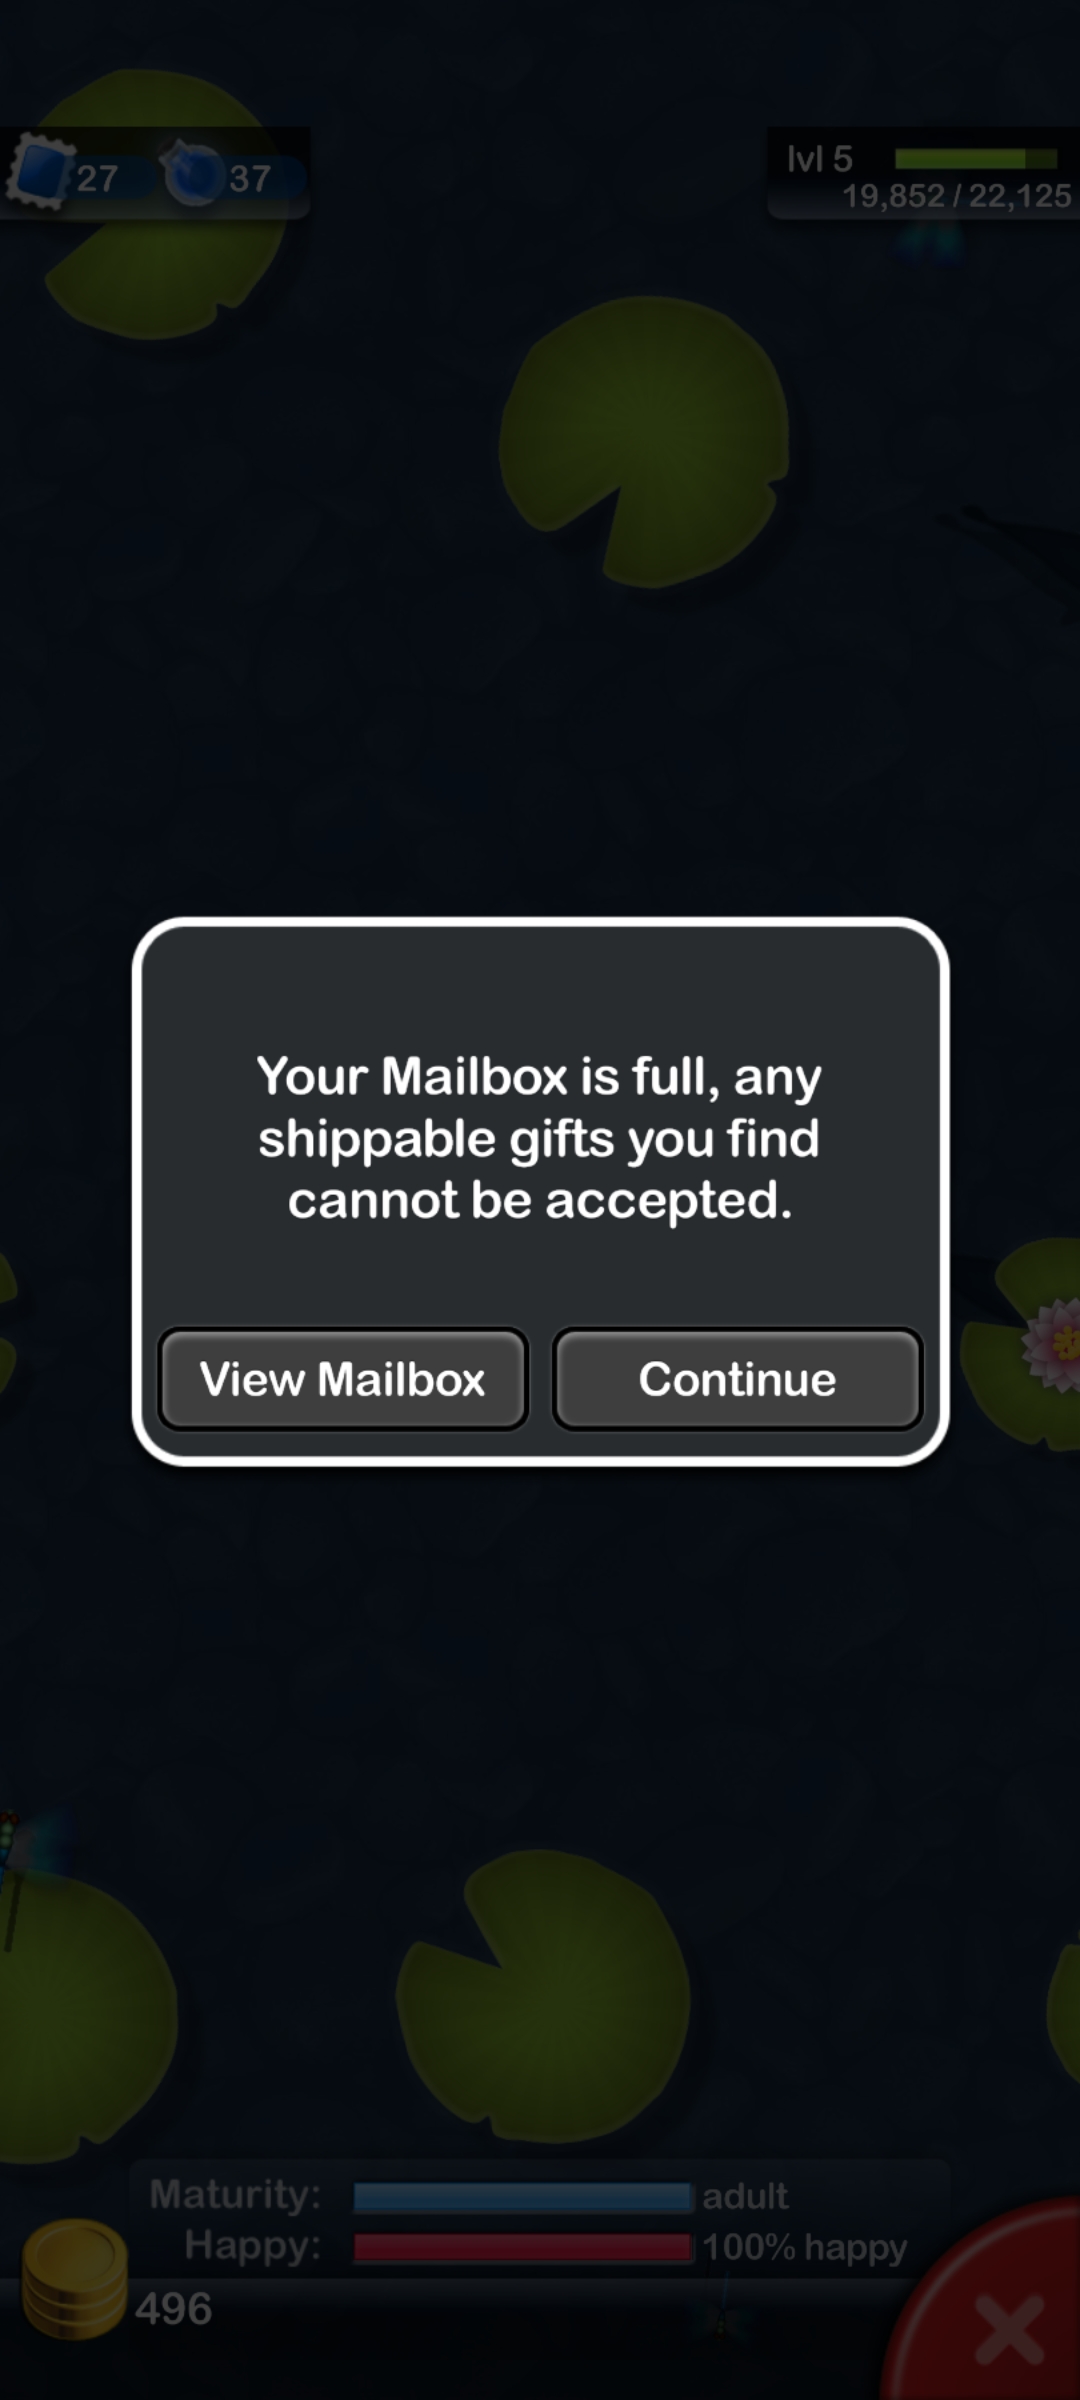 27
37
lvl 5
19,852 / 22,125
Your Mailbox is full, any
shippable gifts you find
cannot be accepted.
View Mailbox
Continue
Maturity: adult
Happy: 100% happy
496